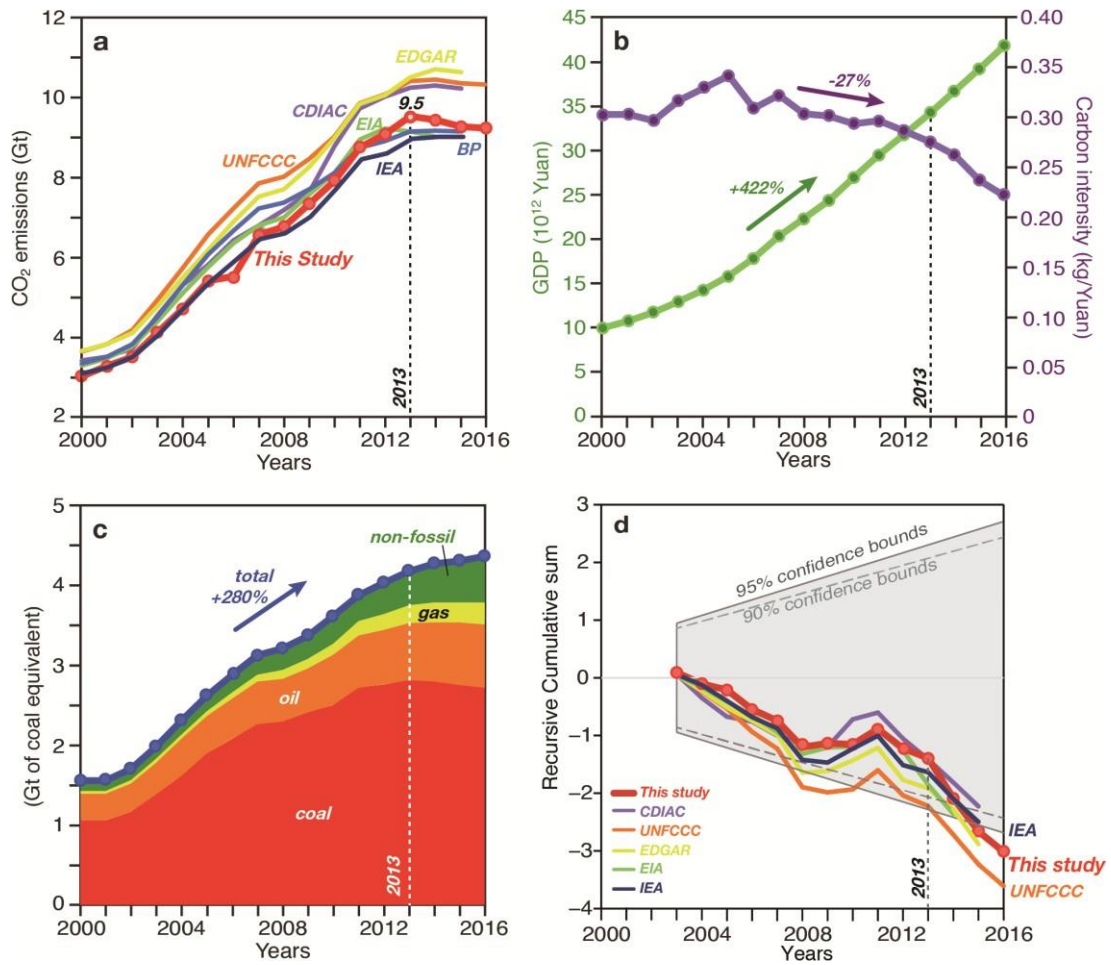 a
CO2 emissions (Gt)
12
10
8
6
4
2
EDGAR
CDIAC
9.5
EIA
UNFCCC
BP
IEA
This Study
2013
2000
2004
2008
2012
2016
Years
b
GDP (10^12 Yuan)
45
40
35
30
25
20
15
10
5
0
-27%
+422%
2013
0.40
0.35
0.30
0.25
0.20
0.15
0.10
0.05
0
Carbon intensity (kg/Yuan)
2000
2004
2008
2012
2016
Years
c
(Gt of coal equivalent)
5
4
3
2
1
0
non-fossil
total
+280%
gas
oil
coal
2013
2000
2004
2008
2012
2016
Years
d
Recursive Cumulative sum
3
2
1
0
−1
−2
−3
−4
95% confidence bounds
90% confidence bounds
This study
CDIAC
UNFCCC
EDGAR
EIA
IEA
IEA
This study
UNFCCC
2013
2000
2004
2008
2012
2016
Years